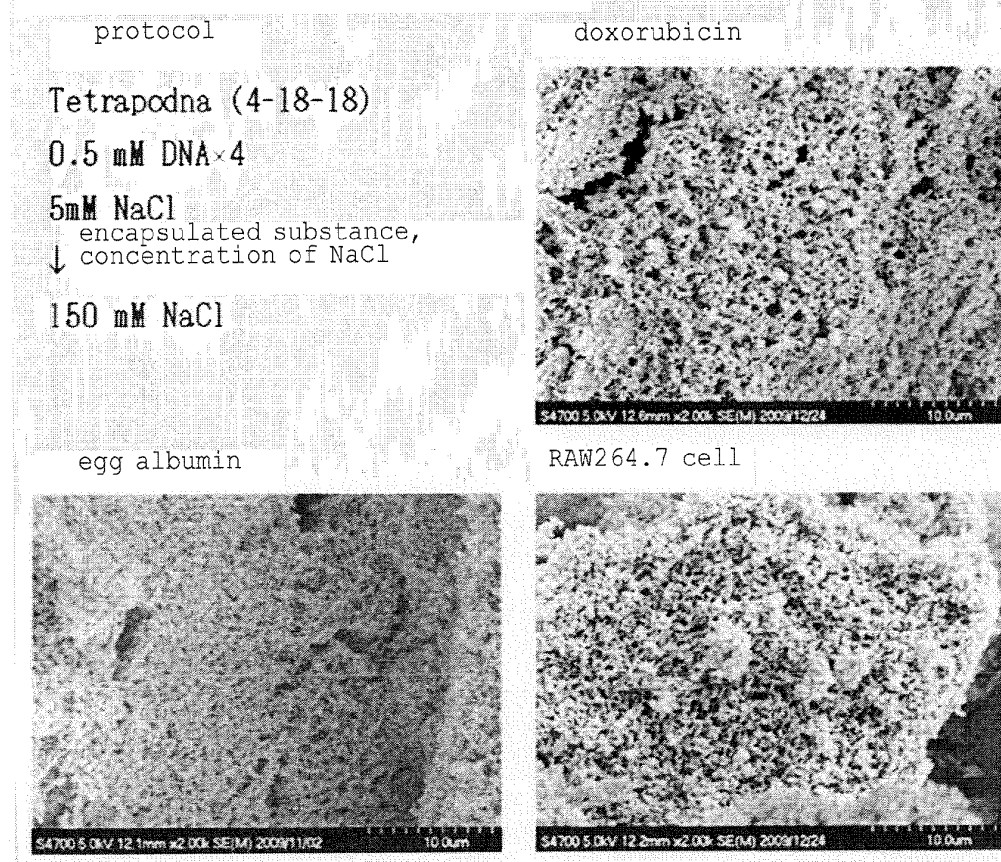 protocol
Tetrapodna (4-18-18)
0.5 mM DNA×4
5mM NaCl
encapsulated substance,
↓ concentration of NaCl
150 mM NaCl
doxorubicin
S4700 5.0kV 12.6mm x2.00k SE(M) 2009/12/24 10.0um
egg albumin
S4700 5.0kV 12.1mm x2.00k SE(M) 2009/11/02 10.0um
RAW264.7 cell
S4700 5.0kV 12.2mm x2.00k SE(M) 2009/12/24 10.0um